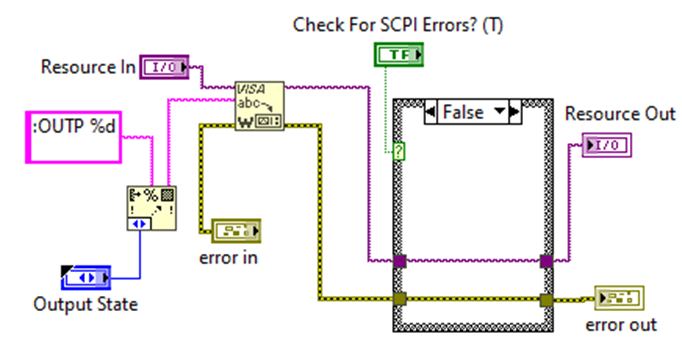 Check For SCPI Errors? (T)
TF
Resource In
I/O
VISA
abc
W
False
Resource Out
I/O
:OUTP %d
?
%
! !
error in
Output State
error out